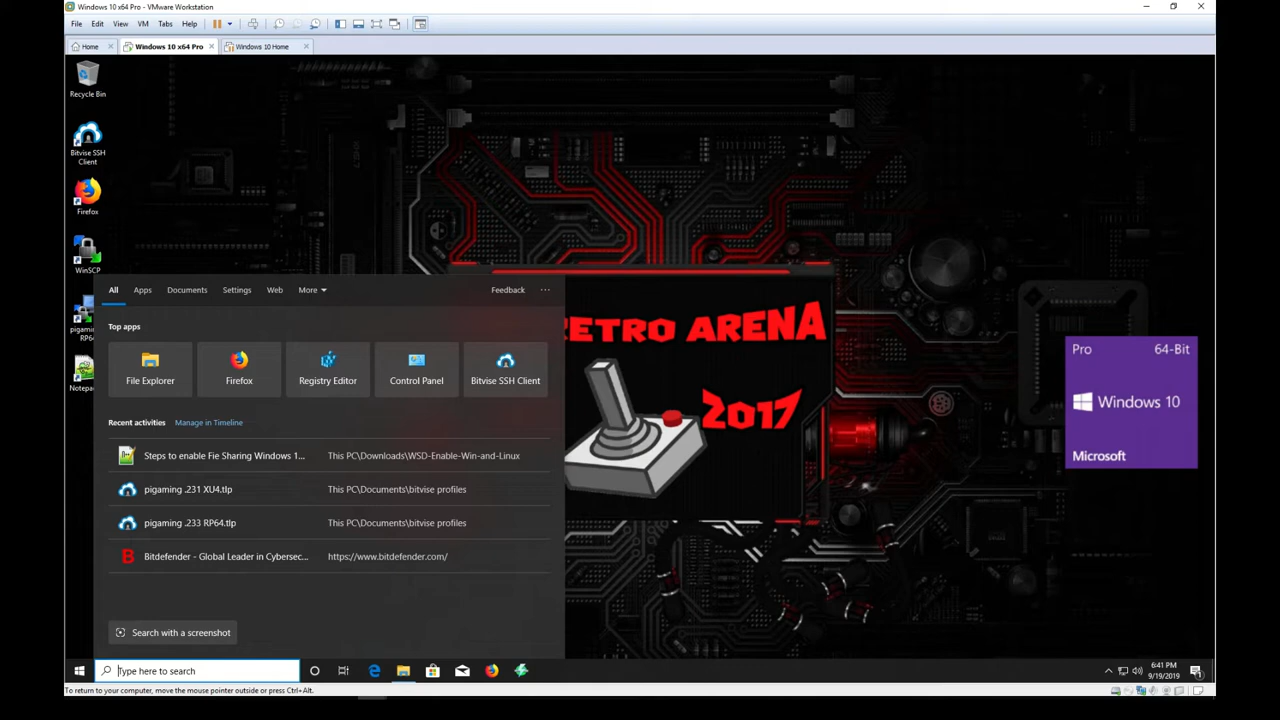 Windows 10 x64 Pro - VMware Workstation
File Edit View VM Tabs Help
Home Windows 10 x64 Pro Windows 10 Home
Recycle Bin
Bitvise SSH
Client
Firefox
WinSCP
pigami
RP64
Notep
All Apps Documents Settings Web More Feedback ...
Top apps
File Explorer Firefox Registry Editor Control Panel Bitvise SSH Client
Recent activities Manage in Timeline
Steps to enable Fie Sharing Windows 1... This PC\Downloads\WSD-Enable-Win-and-Linux
pigaming .231 XU4.tlp This PC\Documents\bitvise profiles
pigaming .233 RP64.tlp This PC\Documents\bitvise profiles
Bitdefender - Global Leader in Cybersec... https://www.bitdefender.com/
Search with a screenshot
Type here to search
ETRO ARENA
2017
Pro 64-Bit
Windows 10
Microsoft
6:41 PM
9/19/2019
To return to your computer, move the mouse pointer outside or press Ctrl+Alt.